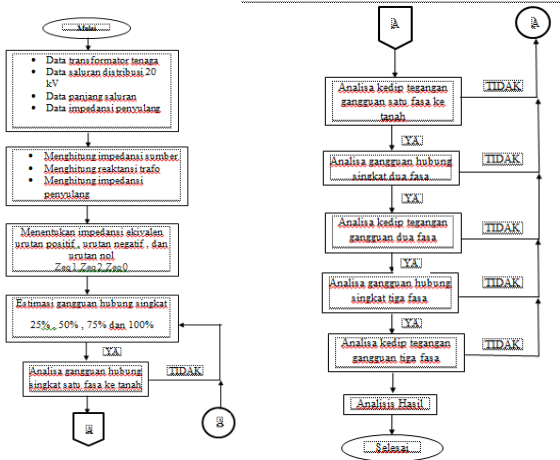 Mulai
Data transformator tenaga
Data saluran distribusi 20
kV
Data panjang saluran
Data impedansi penyulang
Menghitung impedansi sumber
Menghitung reaktansi trafo
Menghitung impedansi
penyulang
Menentukan impedansi ekivalen
urutan positif , urutan negatif , dan
urutan nol
Zeq1,Zeq2,Zeq0
Estimasi gangguan hubung singkat
25% , 50% , 75% dan 100%
YA
Analisa gangguan hubung
singkat satu fasa ke tanah
TIDAK
A
Analisa kedip tegangan
gangguan satu fasa ke
tanah
TIDAK
YA
Analisa gangguan hubung
singkat dua fasa
TIDAK
YA
Analisa kedip tegangan
gangguan dua fasa
TIDAK
YA
Analisa gangguan hubung
singkat tiga fasa
TIDAK
YA
Analisa kedip tegangan
gangguan tiga fasa
TIDAK
Analisis Hasil
Selesai